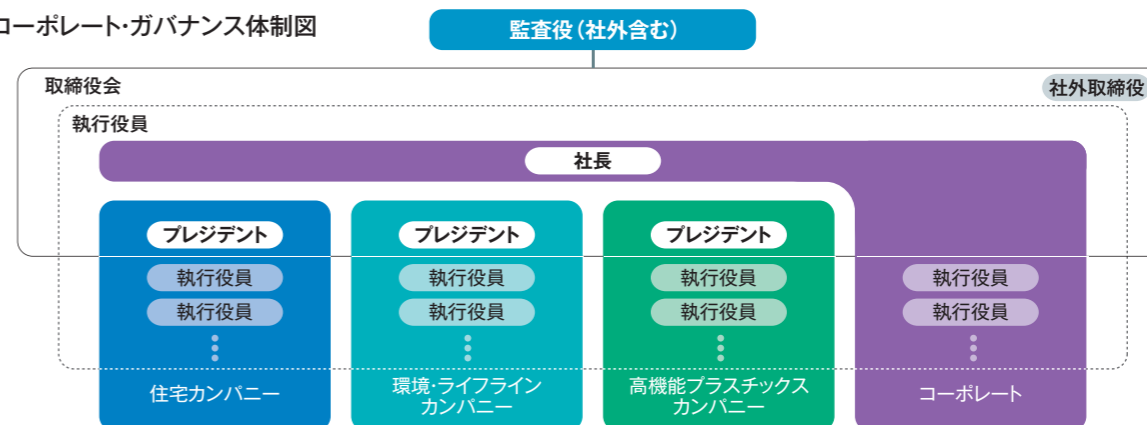 コーポレート・ガバナンス体制図
監査役（社外含む）
取締役会
社外取締役
執行役員
社長
プレジデント
プレジデント
プレジデント
執行役員
執行役員
執行役員
執行役員
執行役員
執行役員
執行役員
執行役員
住宅カンパニー
環境・ライフライン
カンパニー
高機能プラスチックス
カンパニー
コーポレート